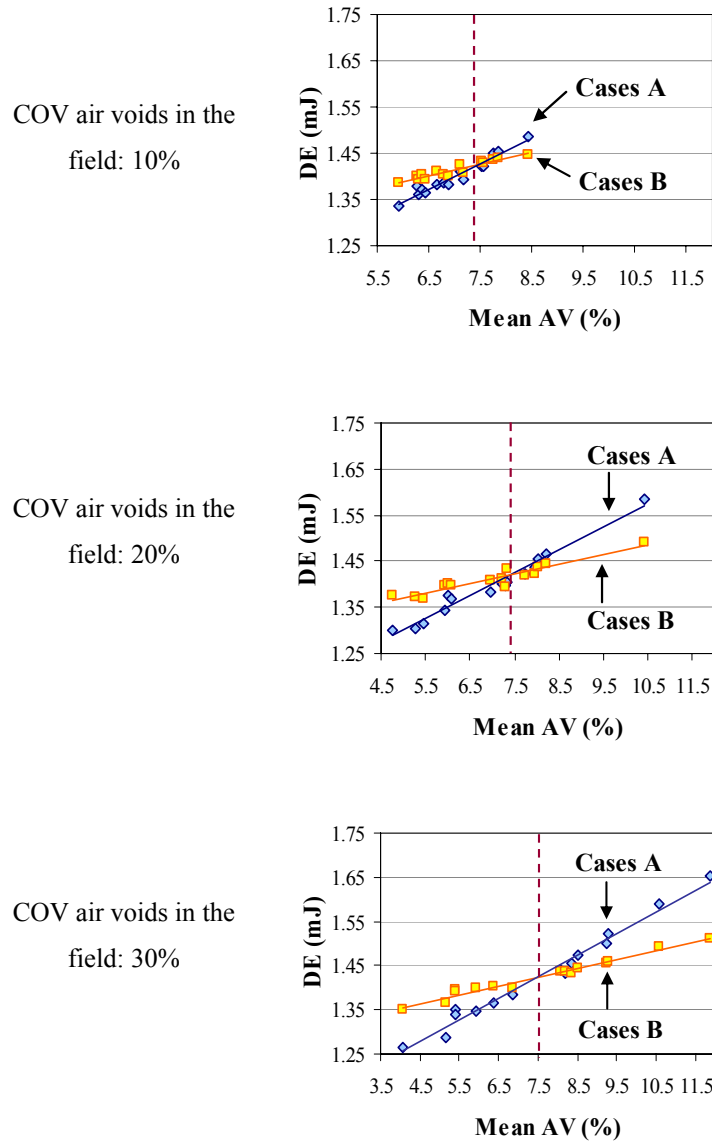 COV air voids in the
field: 10%
DE (mJ)
1.75
1.65
1.55
1.45
1.35
1.25
Cases A
Cases B
5.5 6.5 7.5 8.5 9.5 10.5 11.5
Mean AV (%)
COV air voids in the
field: 20%
DE (mJ)
1.75
1.65
1.55
1.45
1.35
1.25
Cases A
Cases B
4.5 5.5 6.5 7.5 8.5 9.5 10.5 11.5
Mean AV (%)
COV air voids in the
field: 30%
DE (mJ)
1.75
1.65
1.55
1.45
1.35
1.25
Cases A
Cases B
3.5 4.5 5.5 6.5 7.5 8.5 9.5 10.5 11.5
Mean AV (%)